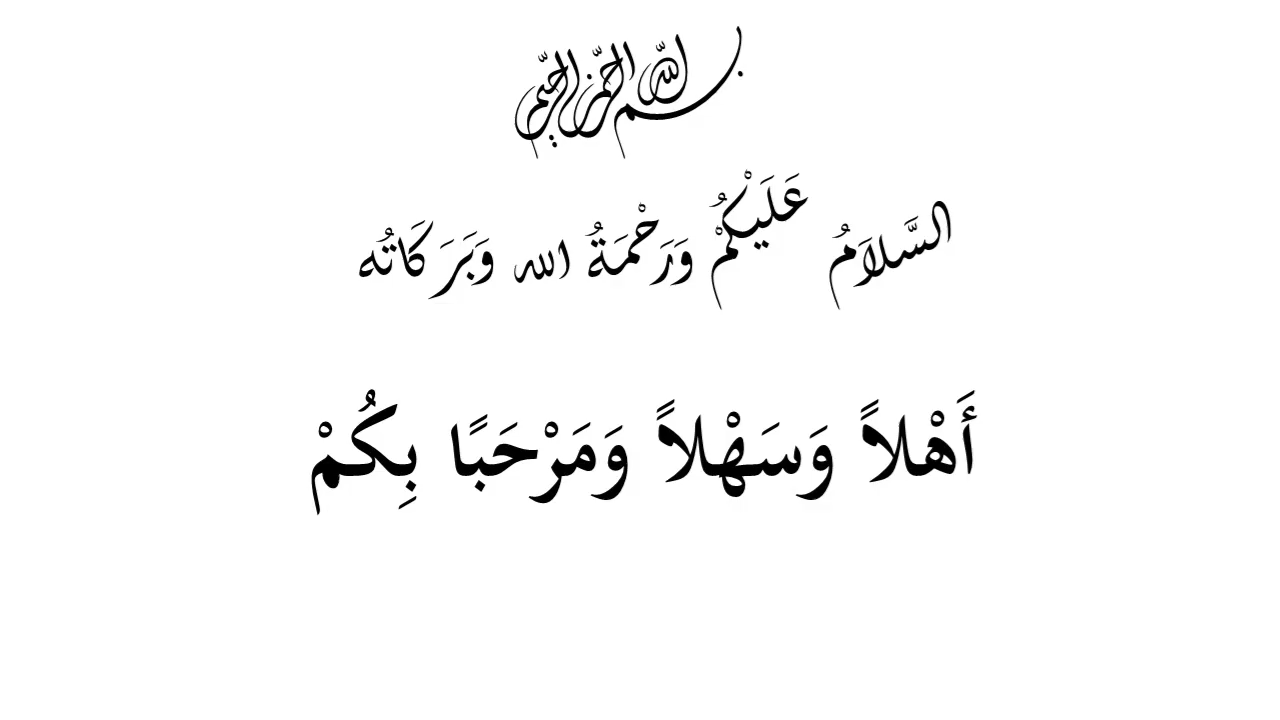 بسم الله الرحمن الرحيم
السَّلاَمُ عَلَيْكُمْ وَرَحْمَةُ الله وَبَرَكَاتُه
أَهْلاً وَسَهْلاً وَمَرْحَبًا بِكُمْ